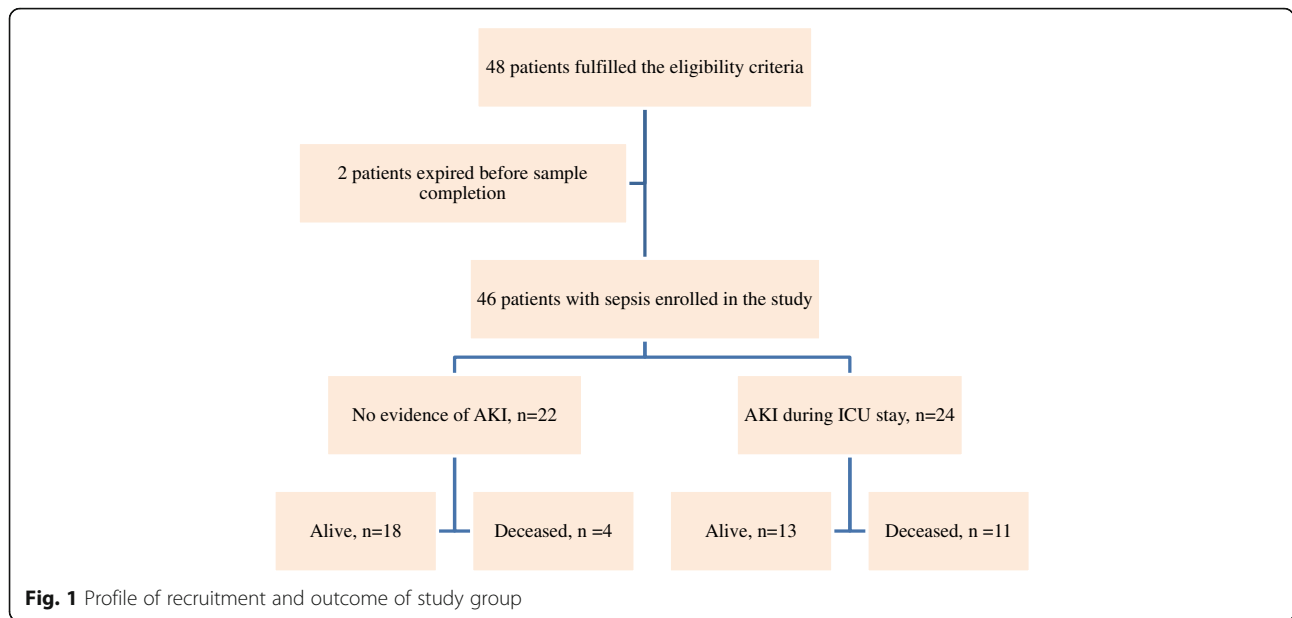 48 patients fulfilled the eligibility criteria
2 patients expired before sample
completion
46 patients with sepsis enrolled in the study
No evidence of AKI, n=22
AKI during ICU stay, n=24
Alive, n=18
Deceased, n =4
Alive, n=13
Deceased, n =11
Fig. 1 Profile of recruitment and outcome of study group